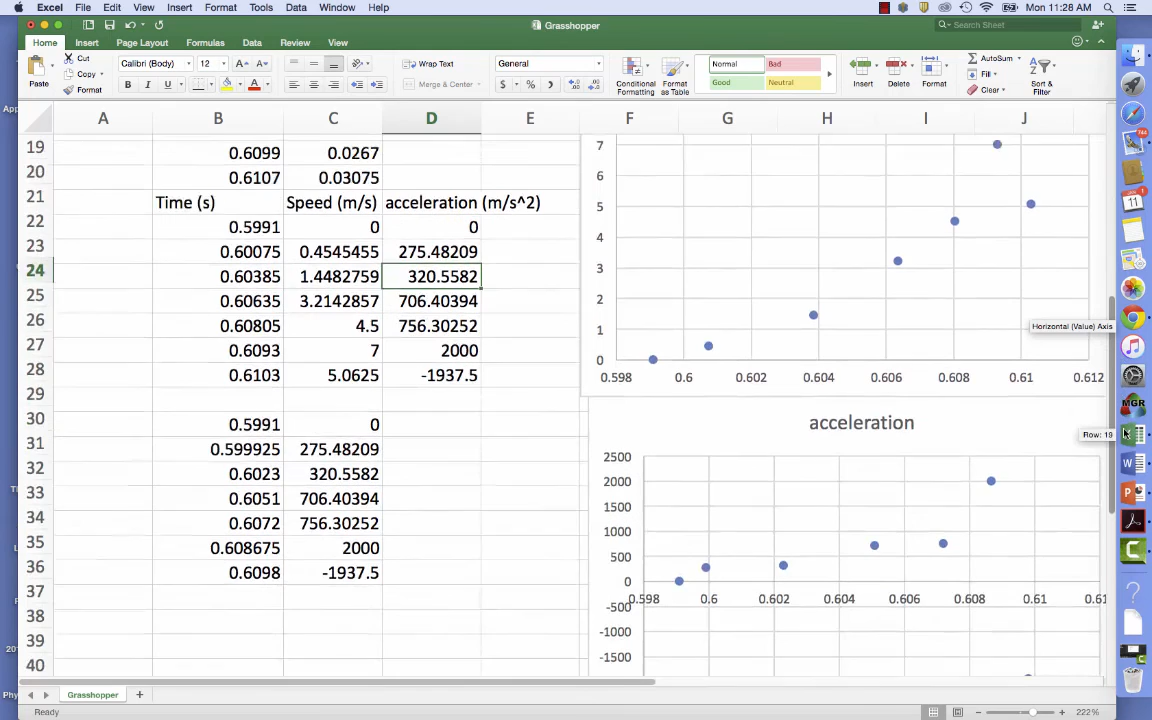 Excel File Edit View Insert Format Tools Data Window Help Mon 11:28 AM
Grasshopper
Search Sheet
Home Insert Page Layout Formulas Data Review View
Paste
Cut
Copy
Format
Calibri (Body) 12
B I U
Wrap Text
Merge & Center
General
$ %
Conditional Formatting
Format as Table
Normal Bad
Good Neutral
Insert Delete Format
AutoSum
Fill
Clear
Sort & Filter
A B C D E F G H I J
19 0.6099 0.0267
20 0.6107 0.03075
21 Time (s) Speed (m/s) acceleration (m/s^2)
22 0.5991 0 0
23 0.60075 0.4545455 275.48209
24 0.60385 1.4482759 320.5582
25 0.60635 3.2142857 706.40394
26 0.60805 4.5 756.30252
27 0.6093 7 2000
28 0.6103 5.0625 -1937.5
29
30 0.5991 0
31 0.599925 275.48209
32 0.6023 320.5582
33 0.6051 706.40394
34 0.6072 756.30252
35 0.608675 2000
36 0.6098 -1937.5
37
38
39
40
7
6
5
4
3
2
1
0
0.598 0.6 0.602 0.604 0.606 0.608 0.61 0.612
Horizontal (Value) Axis
Row: 19
acceleration
2500
2000
1500
1000
500
0
0.598 0.6 0.602 0.604 0.606 0.608 0.61 0.61
-500
-1000
-1500
744
11
MGR
Grasshopper
Ready
222%